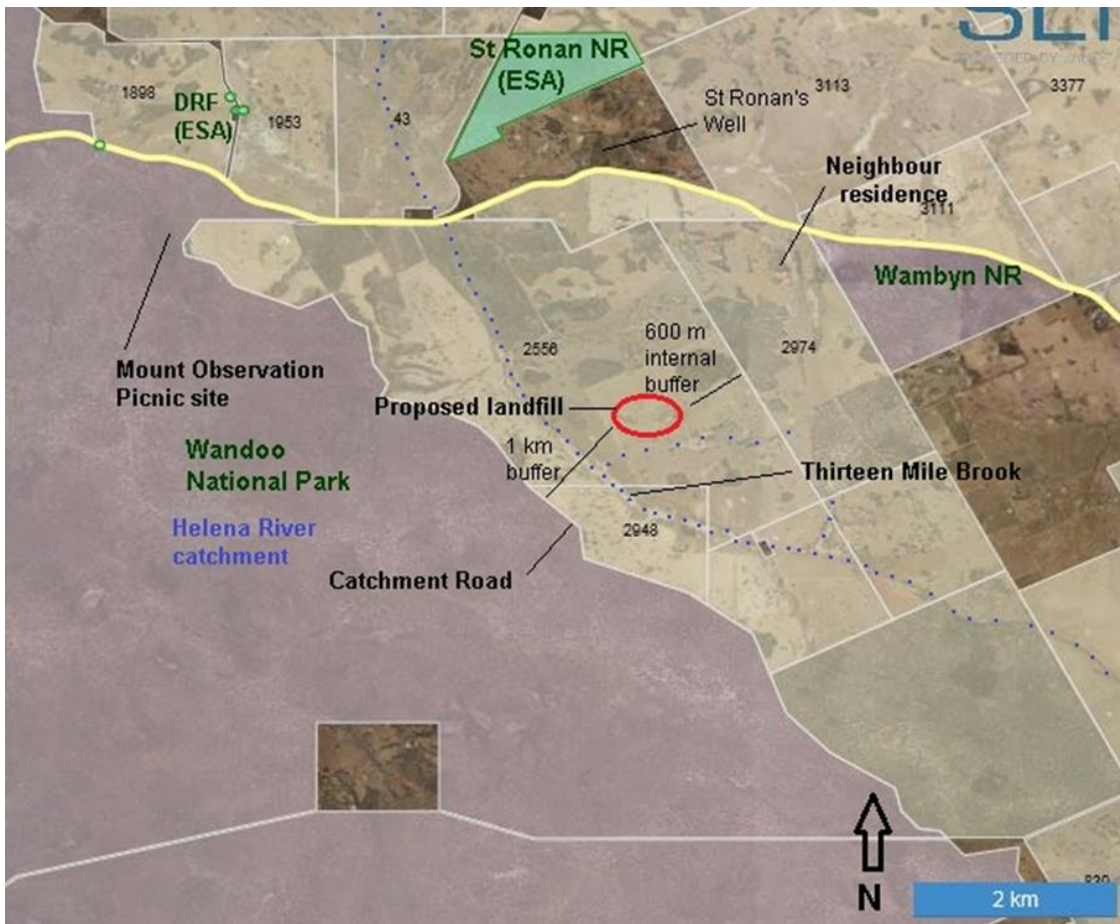 SLI
St Ronan NR
(ESA)
1898
DRF
(ESA)
1953
43
St Ronan's
Well
3113
3377
Neighbour
residence
3111
Wambyn NR
600 m
internal
buffer
2556
2974
Mount Observation
Picnic site
Proposed landfill
1 km
buffer
Wandoo
National Park
Thirteen Mile Brook
Helena River
catchment
2948
Catchment Road
N
2 km